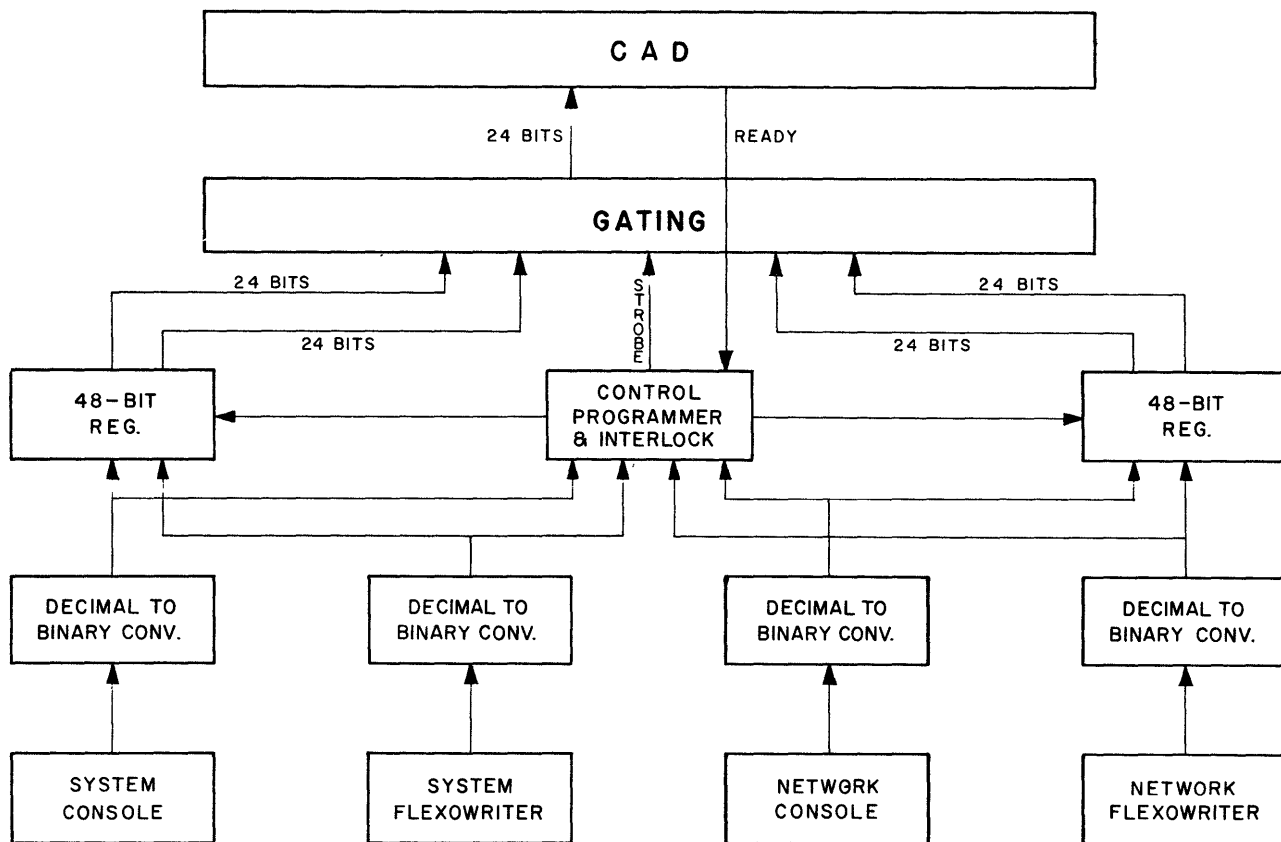 CAD
24 BITS
READY
GATING
24 BITS
24 BITS
STROBE
24 BITS
24 BITS
48-BIT
REG.
CONTROL
PROGRAMMER
& INTERLOCK
48-BIT
REG.
DECIMAL TO
BINARY CONV.
DECIMAL TO
BINARY CONV.
DECIMAL TO
BINARY CONV.
DECIMAL TO
BINARY CONV.
SYSTEM
CONSOLE
SYSTEM
FLEXOWRITER
NETWORK
CONSOLE
NETWORK
FLEXOWRITER